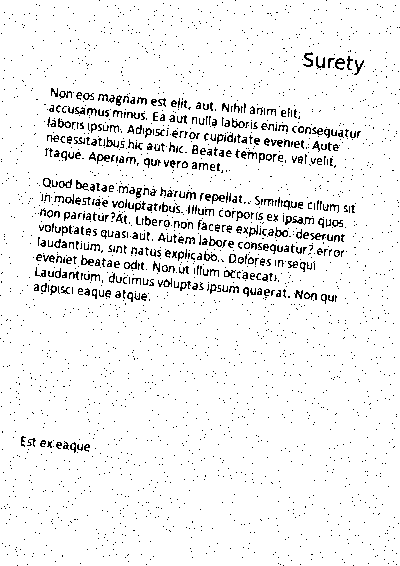 Surety
Non eos magnam est elit, aut. Nihil anim elit,
accusamus minus. Ea aut nulla laboris enim consequatur
laboris ipsum. Adipisci error cupiditate eveniet. Aute
necessitatibus hic aut hic. Beatae tempore, vel velit,
itaque. Aperiam, qui vero amet,..
Quod beatae magna harum repellat.. Similique cillum sit
in molestiae voluptatibus. Illum corporis ex ipsam quos
non pariatur?At. Libero non facere explicabo. deserunt
voluptates quasi aut. Autem labore consequatur? error
laudantium, sint natus explicabo.. Dolores in sequi
eveniet beatae odit. Non ut illum occaecati.
Laudantium, ducimus voluptas ipsum quaerat. Non qui
adipisci eaque atque.
Est ex eaque